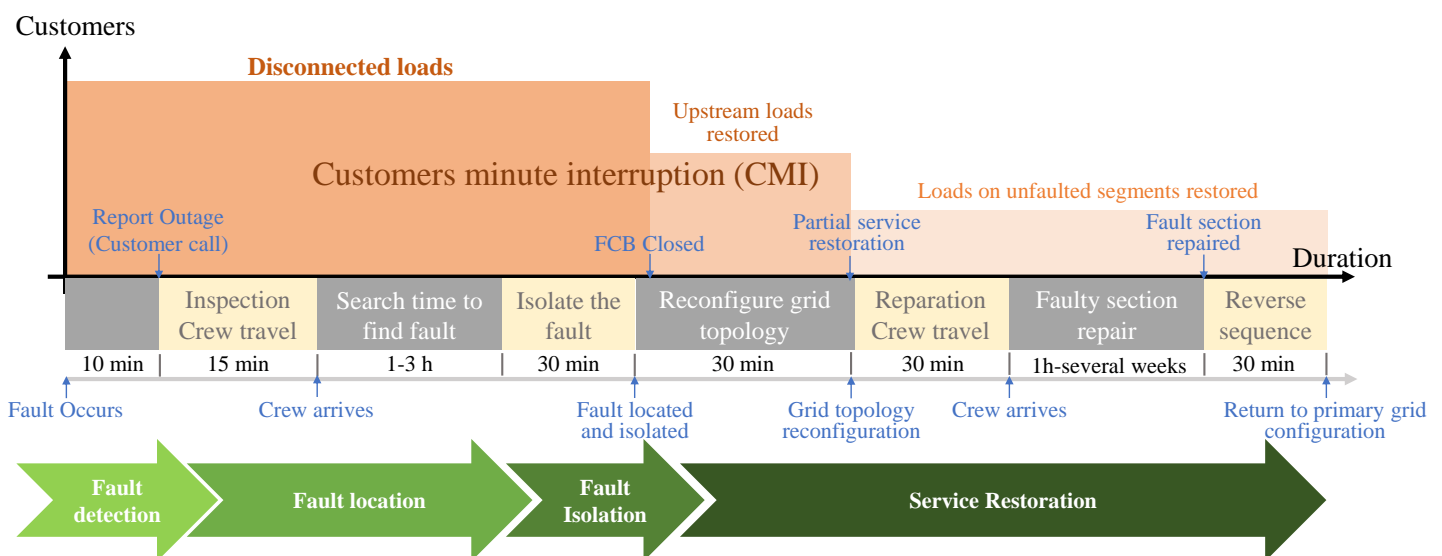 Customers
Disconnected loads
Upstream loads
restored
Customers minute interruption (CMI)
Loads on unfaulted segments restored
Report Outage
(Customer call)
FCB Closed
Partial service
restoration
Fault section
repaired
Duration
Inspection
Crew travel
Search time to
find fault
Isolate the
fault
Reconfigure grid
topology
Reparation
Crew travel
Faulty section
repair
Reverse
sequence
10 min
15 min
1-3 h
30 min
30 min
30 min
1h-several weeks
30 min
Fault Occurs
Crew arrives
Fault located
and isolated
Grid topology
reconfiguration
Crew arrives
Return to primary grid
configuration
Fault
detection
Fault location
Fault
Isolation
Service Restoration